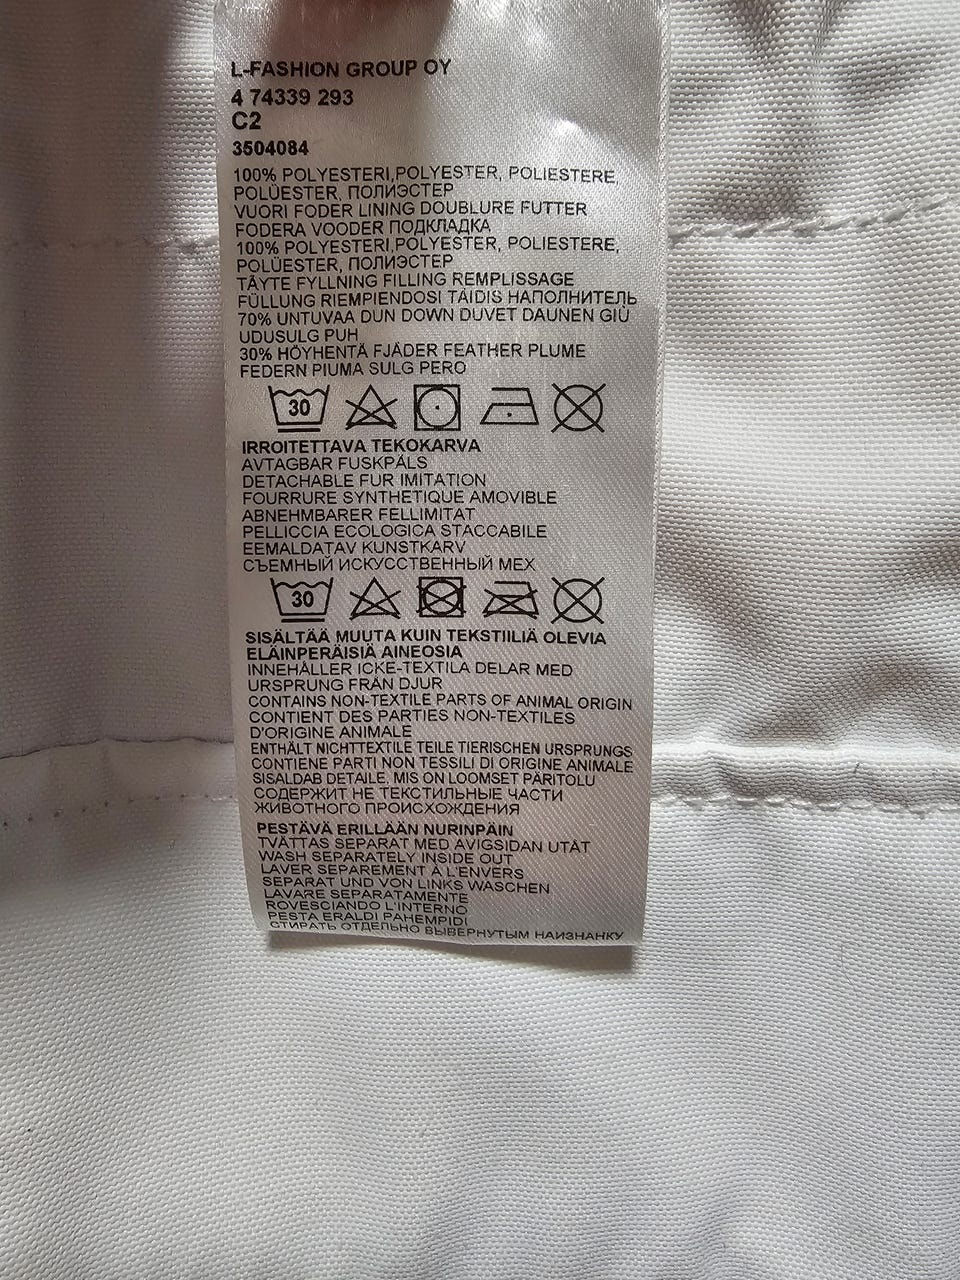 L-FASHION GROUP OY
4 74339 293
C2
3504084
100% POLYESTERI,POLYESTER, POLIESTERE,
POLÜESTER, ПОЛИЭСТЕР
VUORI FODER LINING DOUBLURE FUTTER
FODERA VOODER ПОДКЛАДКА
100% POLYESTERI,POLYESTER, POLIESTERE,
POLÜESTER, ПОЛИЭСТЕР
TÄYTE FYLLNING FILLING REMPLISSAGE
FÜLLUNG RIEMPIENDOSI TÄIDIS НАПОЛНИТЕЛЬ
70% UNTUVAA DUN DOWN DUVET DAUNEN GIÙ
UDUSULG PUH
30% HÖYHENTÄ FJÄDER FEATHER PLUME
FEDERN PIUMA SULG PERO
30
IRROITETTAVA TEKOKARVA
AVTAGBAR FUSKPÄLS
DETACHABLE FUR IMITATION
FOURRURE SYNTHETIQUE AMOVIBLE
ABNEHMBARER FELLIMITAT
PELLICCIA ECOLOGICA STACCABILE
EEMALDATAV KUNSTKARV
СЪЕМНЫЙ ИСКУССТВЕННЫЙ МЕХ
30
SISÄLTÄÄ MUUTA KUIN TEKSTIILIÄ OLEVIA
ELÄINPERÄISIÄ AINEOSIA
INNEHÅLLER ICKE-TEXTILA DELAR MED
URSPRUNG FRÅN DJUR
CONTAINS NON-TEXTILE PARTS OF ANIMAL ORIGIN
CONTIENT DES PARTIES NON-TEXTILES
D'ORIGINE ANIMALE
ENTHÄLT NICHTTEXTILE TEILE TIERISCHEN URSPRUNGS
CONTIENE PARTI NON TESSILI DI ORIGINE ANIMALE
SISALDAB DETAILE, MIS ON LOOMSET PÄRITOLU
СОДЕРЖИТ НЕ ТЕКСТИЛЬНЫЕ ЧАСТИ
ЖИВОТНОГО ПРОИСХОЖДЕНИЯ
PESTÄVÄ ERILLÄÄN NURINPÄIN
TVÄTTAS SEPARAT MED AVIGSIDAN UTÅT
WASH SEPARATELY INSIDE OUT
LAVER SEPAREMENT A L'ENVERS
SEPARAT UND VON LINKS WASCHEN
LAVARE SEPARATAMENTE
ROVESCIANDO L'INTERNO
PESTA ERALDI PAHEMPIDI
СТИРАТЬ ОТДЕЛЬНО ВЫВЕРНУТЫМ НАИЗНАНКУ